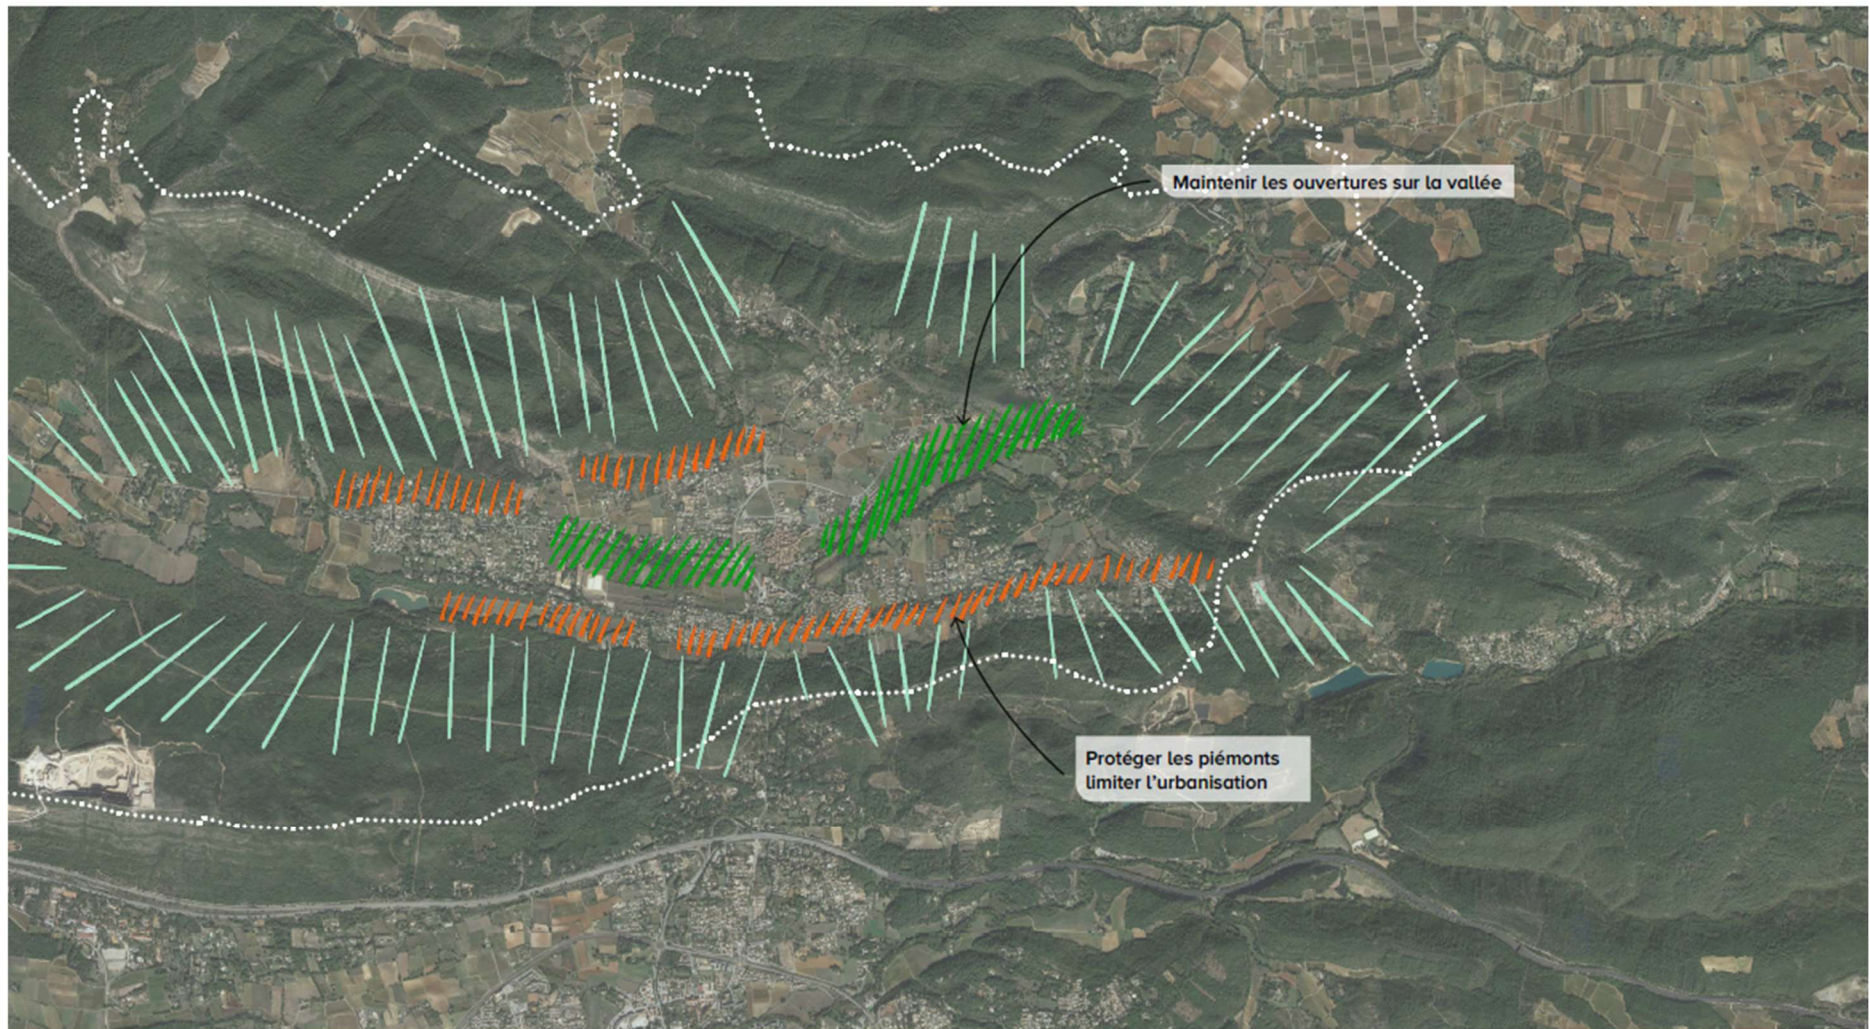 Maintenir les ouvertures sur la vallée
Protéger les piémonts
limiter l’urbanisation